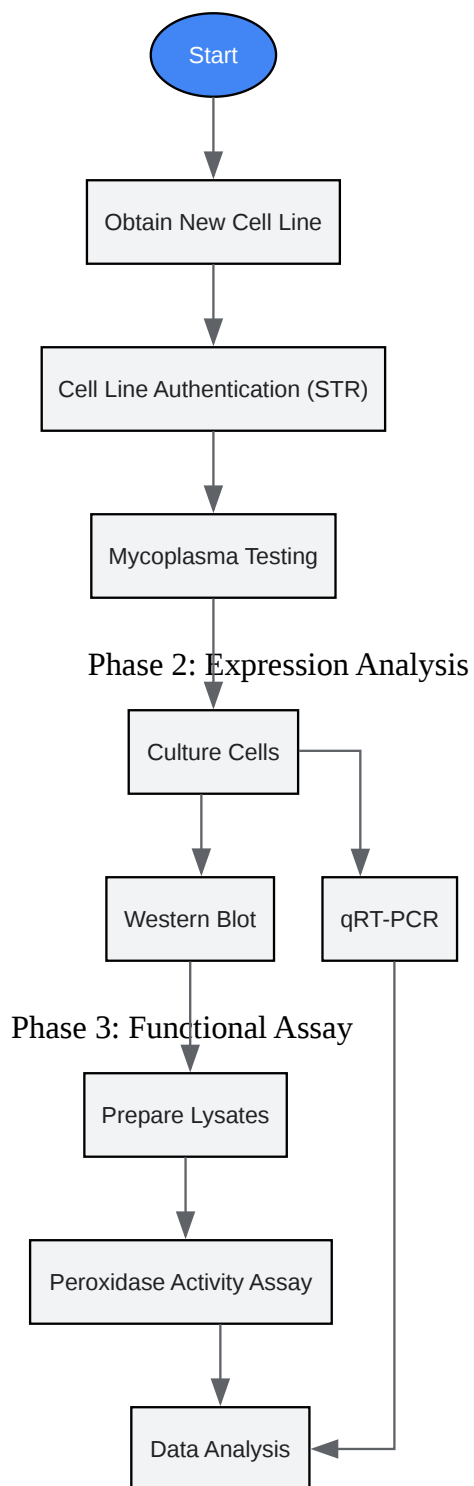 Start
Obtain New Cell Line
Cell Line Authentication (STR)
Mycoplasma Testing
Phase 2: Expression Analysis
Culture Cells
Western Blot
qRT-PCR
Phase 3: Functional Assay
Prepare Lysates
Peroxidase Activity Assay
Data Analysis